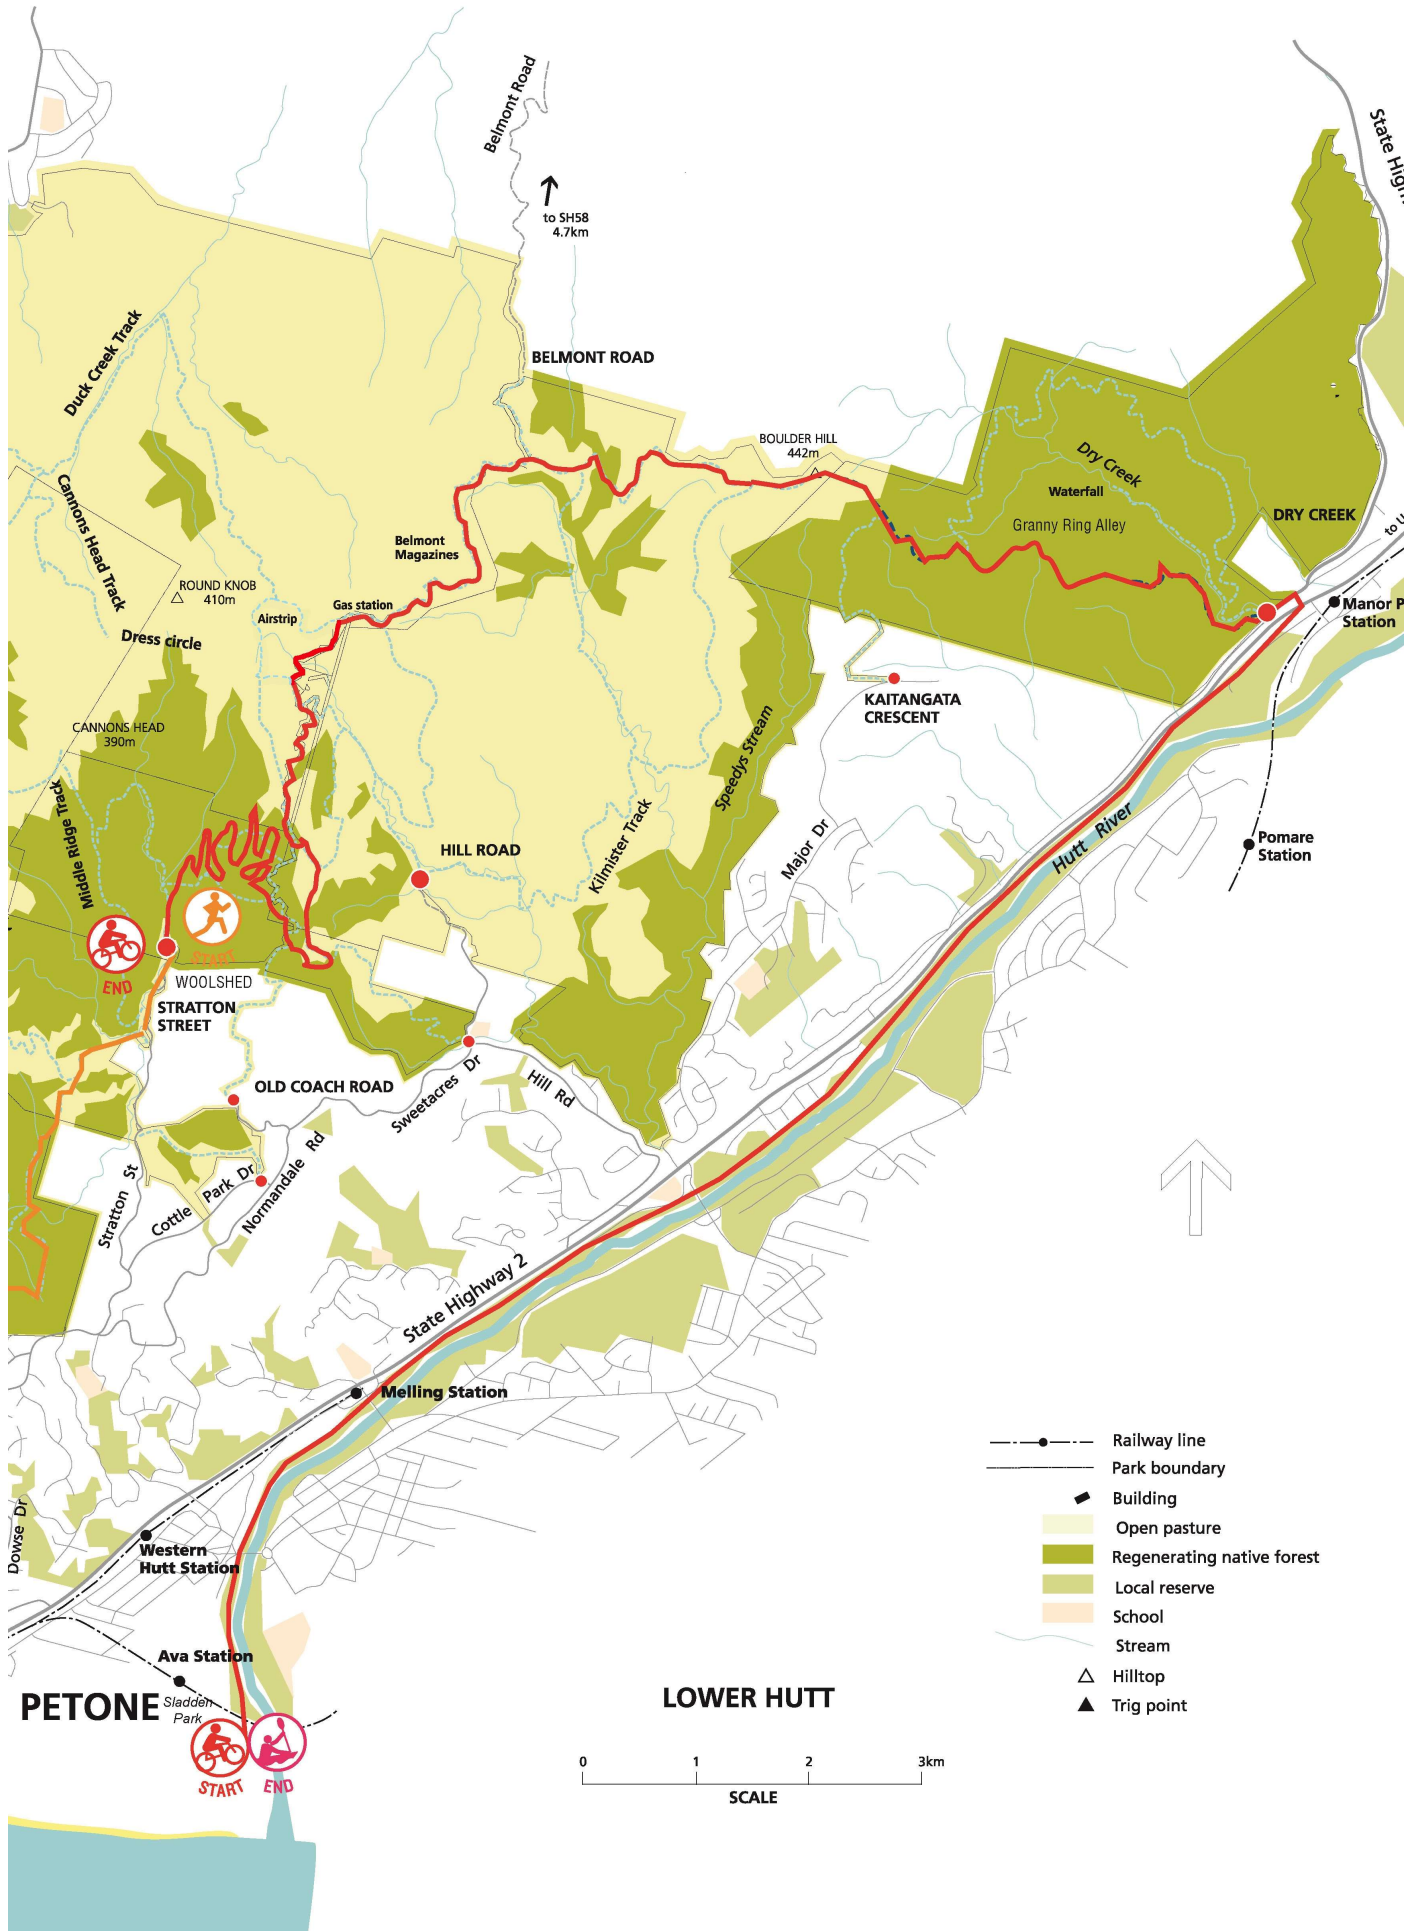 Belmont Road
State High
to SH58
4.7km
Duck Creek Track
BELMONT ROAD
BOULDER HILL
442m
Dry Creek
Waterfall
Granny Ring Alley
DRY CREEK
to U
Cannons Head Track
Belmont
Magazines
ROUND KNOB
410m
Gas station
Airstrip
Dress circle
Manor P
Station
KAITANGATA
CRESCENT
CANNONS HEAD
390m
Speedys Stream
Middle Ridge Track
Hutt River
Major Dr
Kilmister Track
HILL ROAD
Pomare
Station
START
END
WOOLSHED
STRATTON
STREET
OLD COACH ROAD
Sweetacres Dr
Hill Rd
Stratton St
Cottle Park Dr
Normandale Rd
State Highway 2
Melling Station
Railway line
Park boundary
Building
Open pasture
Regenerating native forest
Local reserve
School
Stream
Hilltop
Trig point
Dowse Dr
Western
Hutt Station
Ava Station
PETONE
Sladden
Park
LOWER HUTT
START
END
0 1 2 3km
SCALE